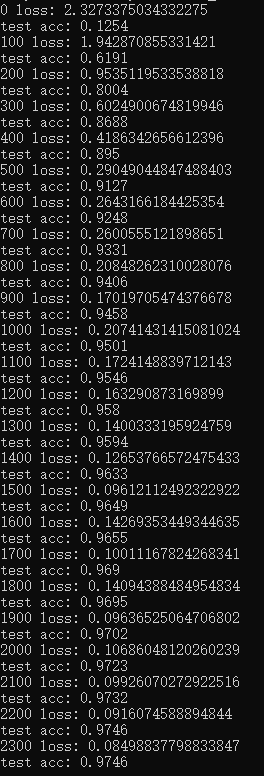 0 loss: 2.3273375034332275
test acc: 0.1254
100 loss: 1.942870855331421
test acc: 0.6191
200 loss: 0.9535119533538818
test acc: 0.8004
300 loss: 0.6024900674819946
test acc: 0.8688
400 loss: 0.4186342656612396
test acc: 0.895
500 loss: 0.29049044847488403
test acc: 0.9127
600 loss: 0.2643166184425354
test acc: 0.9248
700 loss: 0.2600555121898651
test acc: 0.9331
800 loss: 0.20848262310028076
test acc: 0.9406
900 loss: 0.17019705474376678
test acc: 0.9458
1000 loss: 0.20741431415081024
test acc: 0.9501
1100 loss: 0.1724148839712143
test acc: 0.9546
1200 loss: 0.163290873169899
test acc: 0.958
1300 loss: 0.1400333195924759
test acc: 0.9594
1400 loss: 0.12653766572475433
test acc: 0.9633
1500 loss: 0.09612112492322922
test acc: 0.9649
1600 loss: 0.14269353449344635
test acc: 0.9655
1700 loss: 0.10011167824268341
test acc: 0.969
1800 loss: 0.14094388484954834
test acc: 0.9695
1900 loss: 0.09636525064706802
test acc: 0.9702
2000 loss: 0.10686048120260239
test acc: 0.9723
2100 loss: 0.09926070272922516
test acc: 0.9732
2200 loss: 0.0916074588894844
test acc: 0.9746
2300 loss: 0.08498837798833847
test acc: 0.9746